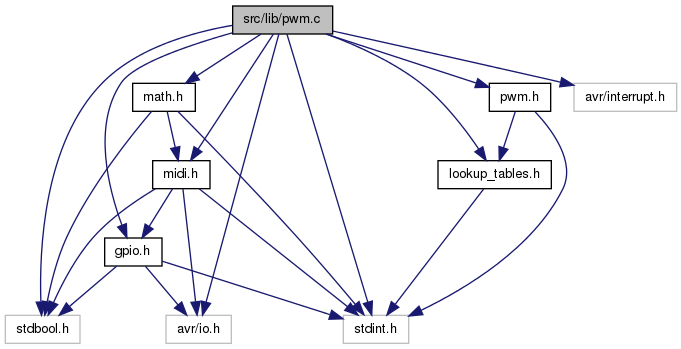 src/lib/pwm.c
math.h
pwm.h
avr/interrupt.h
midi.h
lookup_tables.h
gpio.h
stdbool.h
avr/io.h
stdint.h